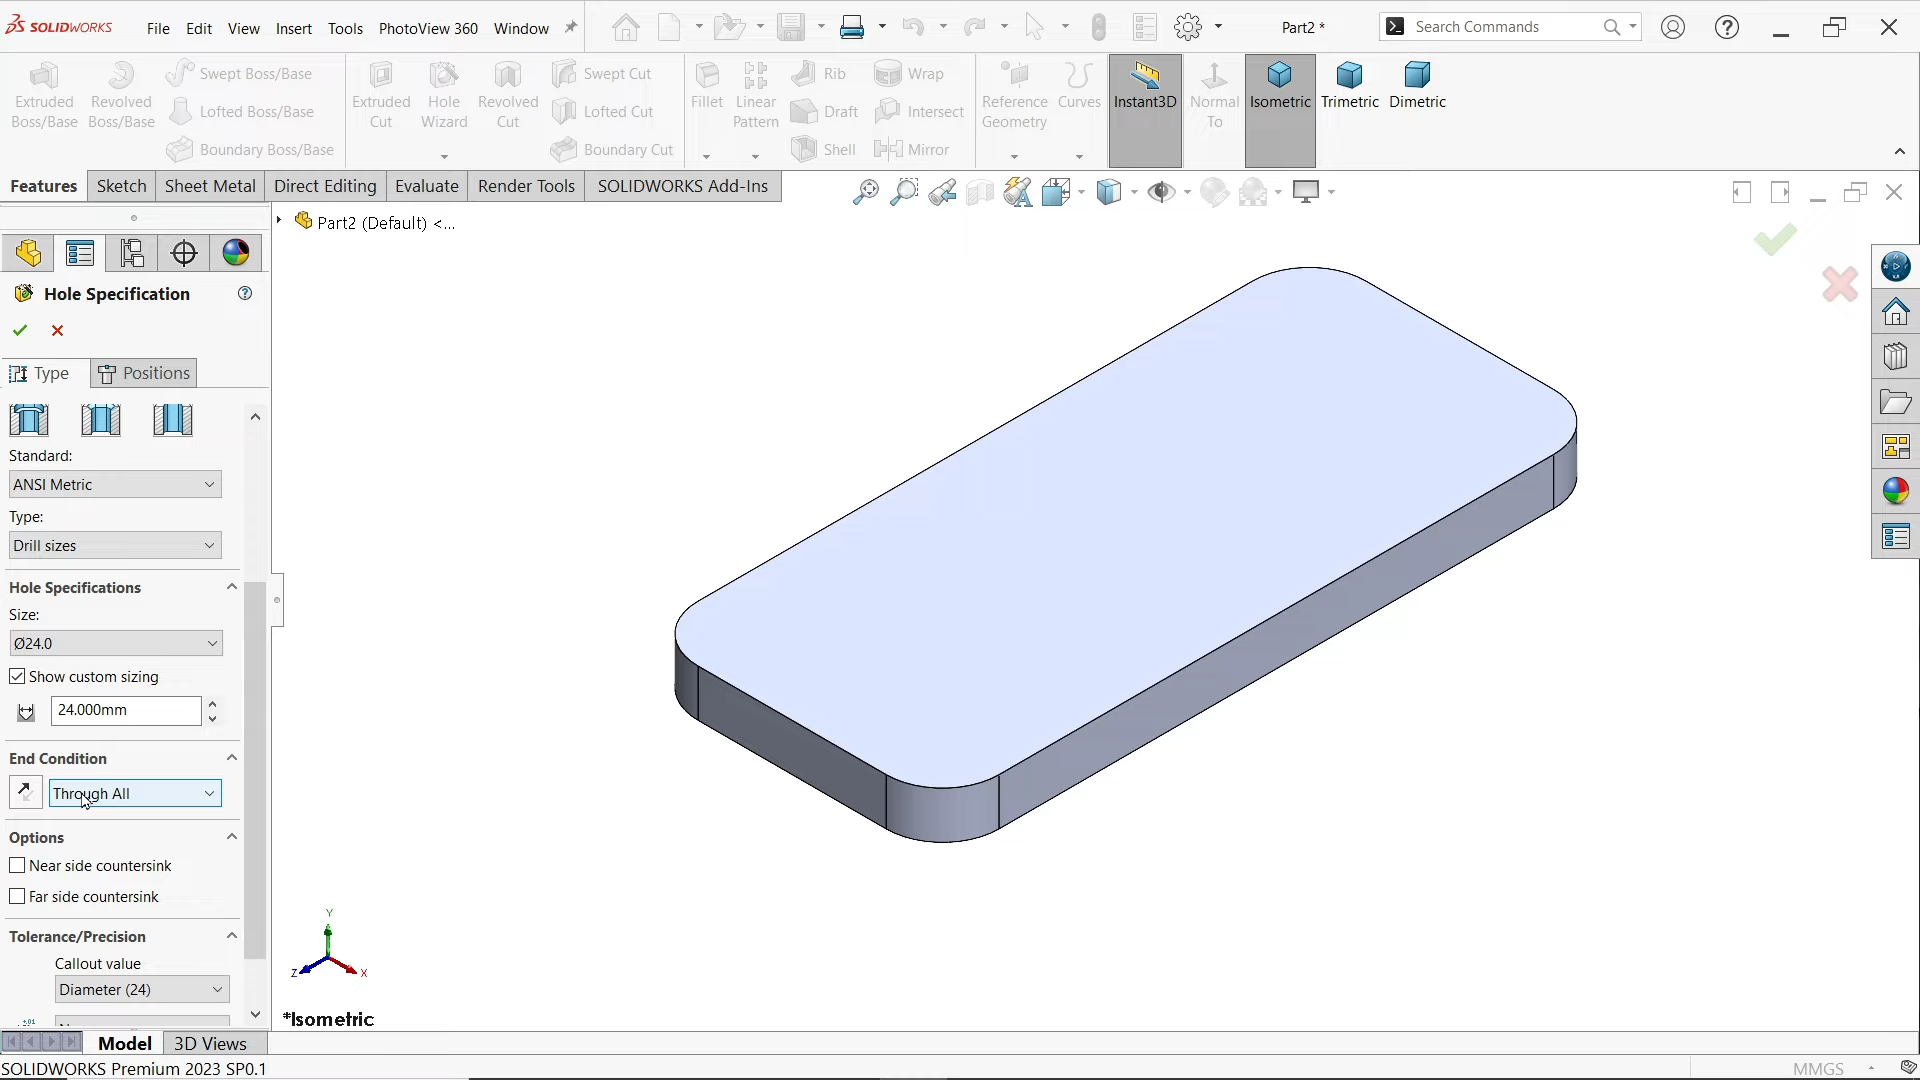 SOLIDWORKS File Edit View Insert Tools PhotoView 360 Window Part2 * Search Commands
Extruded Boss/Base
Revolved Boss/Base
Swept Boss/Base
Lofted Boss/Base
Boundary Boss/Base
Extruded Cut
Hole Wizard
Revolved Cut
Swept Cut
Lofted Cut
Boundary Cut
Fillet
Linear Pattern
Rib
Draft
Shell
Wrap
Intersect
Mirror
Reference Geometry
Curves
Instant3D
Normal To
Isometric
Trimetric
Dimetric
Features Sketch Sheet Metal Direct Editing Evaluate Render Tools SOLIDWORKS Add-Ins
Part2 (Default) <...
Hole Specification
Type Positions
Standard:
ANSI Metric
Type:
Drill sizes
Hole Specifications
Size:
Ø24.0
Show custom sizing
24.000mm
End Condition
Through All
Options
Near side countersink
Far side countersink
Tolerance/Precision
Callout value
Diameter (24)
Y
Z
X
*Isometric
Model 3D Views
SOLIDWORKS Premium 2023 SP0.1
MMGS